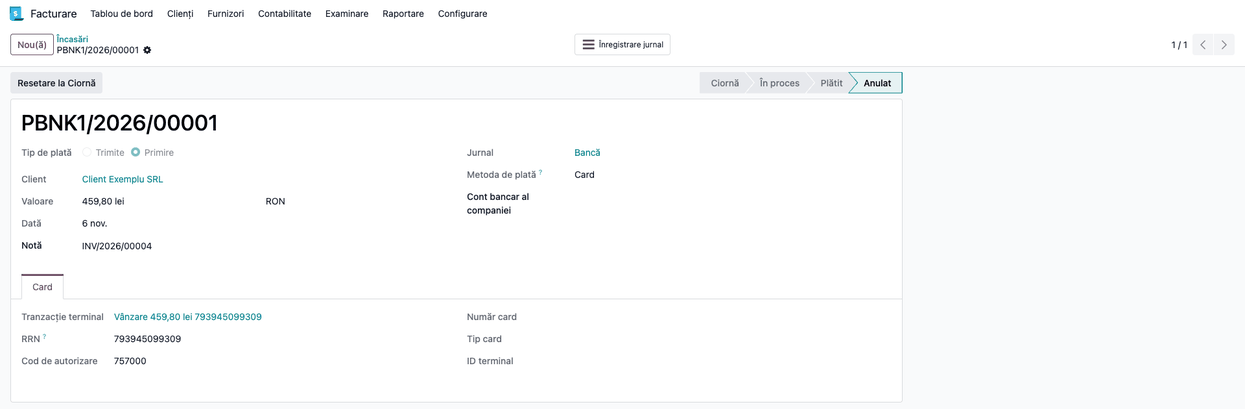 Facturare Tablou de bord Clienți Furnizori Contabilitate Examinare Raportare Configurare
Nou(ă) Încasări
PBNK1/2026/00001
Înregistrare jurnal
1 / 1
Resetare la Ciornă
Ciornă În proces Plătit Anulat
PBNK1/2026/00001
Tip de plată Trimite Primire
Jurnal Bancă
Client Client Exemplu SRL
Metoda de plată ? Card
Valoare 459,80 lei RON
Cont bancar al
companiei
Dată 6 nov.
Notă INV/2026/00004
Card
Tranzacție terminal Vânzare 459,80 lei 793945099309
Număr card
RRN ? 793945099309
Tip card
Cod de autorizare 757000
ID terminal